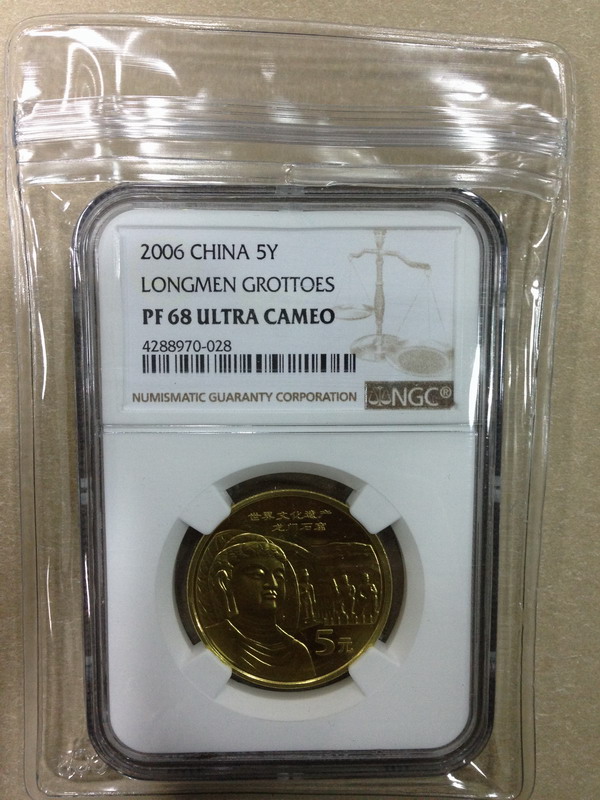 2006 CHINA 5Y
LONGMEN GROTTOES
PF 68 ULTRA CAMEO
4288970-028
NUMISMATIC GUARANTY CORPORATION NGC®
世界文化遗产
龙门石窟
5元